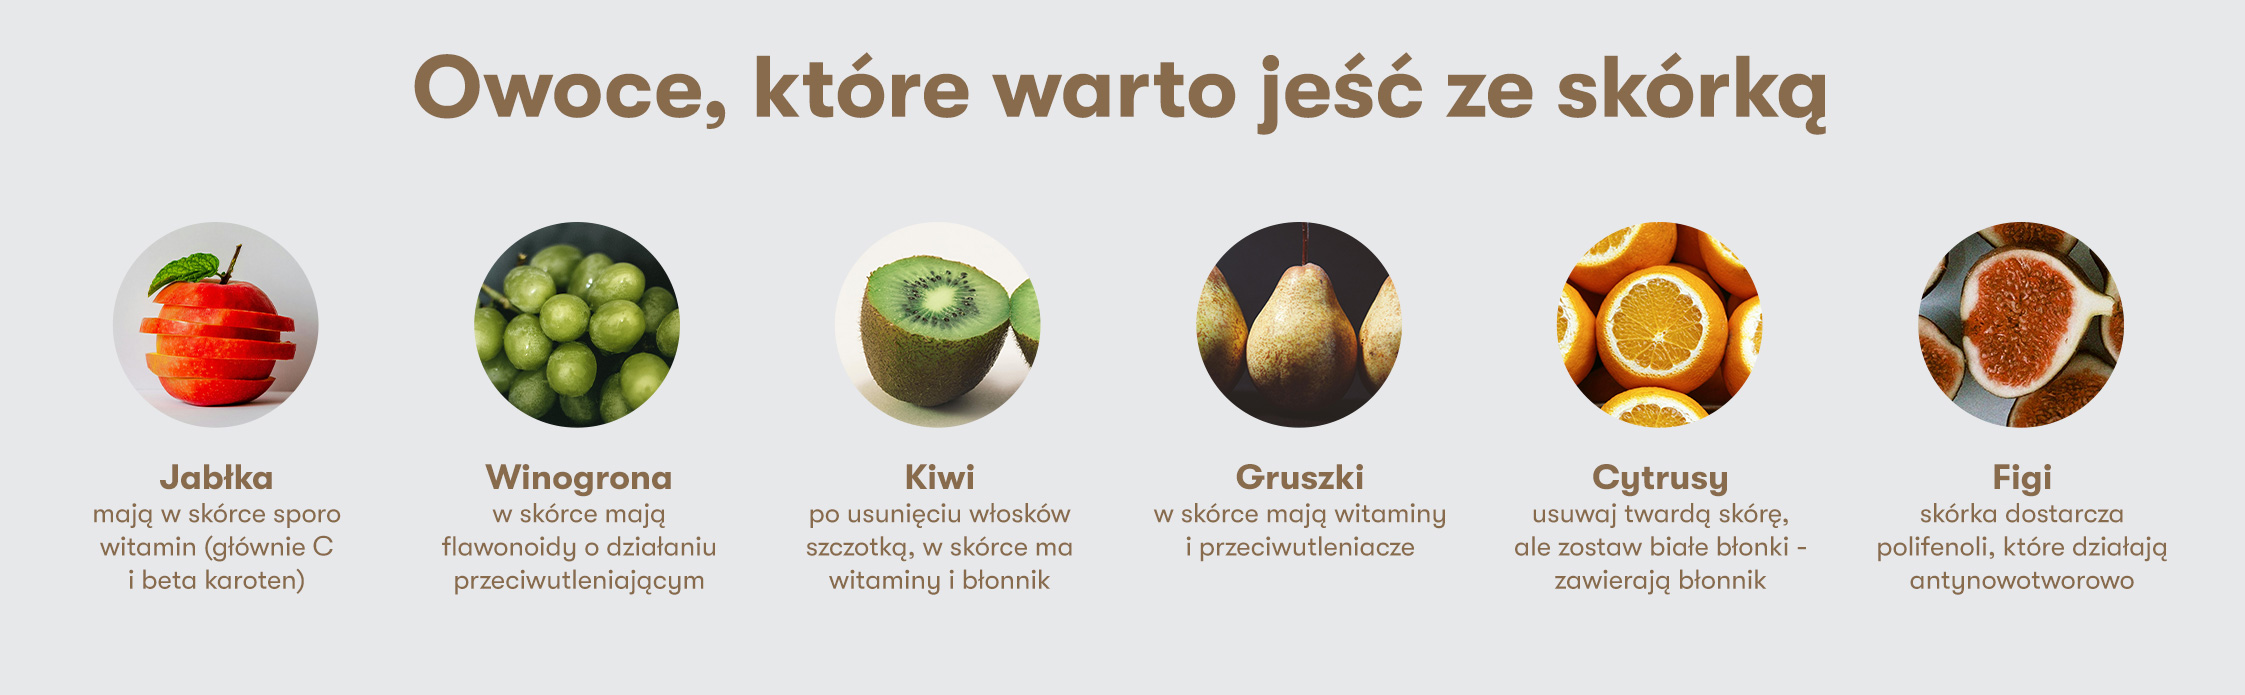 Owoce, które warto jeść ze skórką
Jabłka
mają w skórce sporo
witamin (głównie C
i beta karoten)
Winogrona
w skórce mają
flawonoidy o działaniu
przeciwutleniającym
Kiwi
po usunięciu włosków
szczotką, w skórce ma
witaminy i błonnik
Gruszki
w skórce mają witaminy
i przeciwutleniacze
Cytrusy
usuwaj twardą skórę,
ale zostaw białe błonki -
zawierają błonnik
Figi
skórka dostarcza
polifenoli, które działają
antynowotworowo